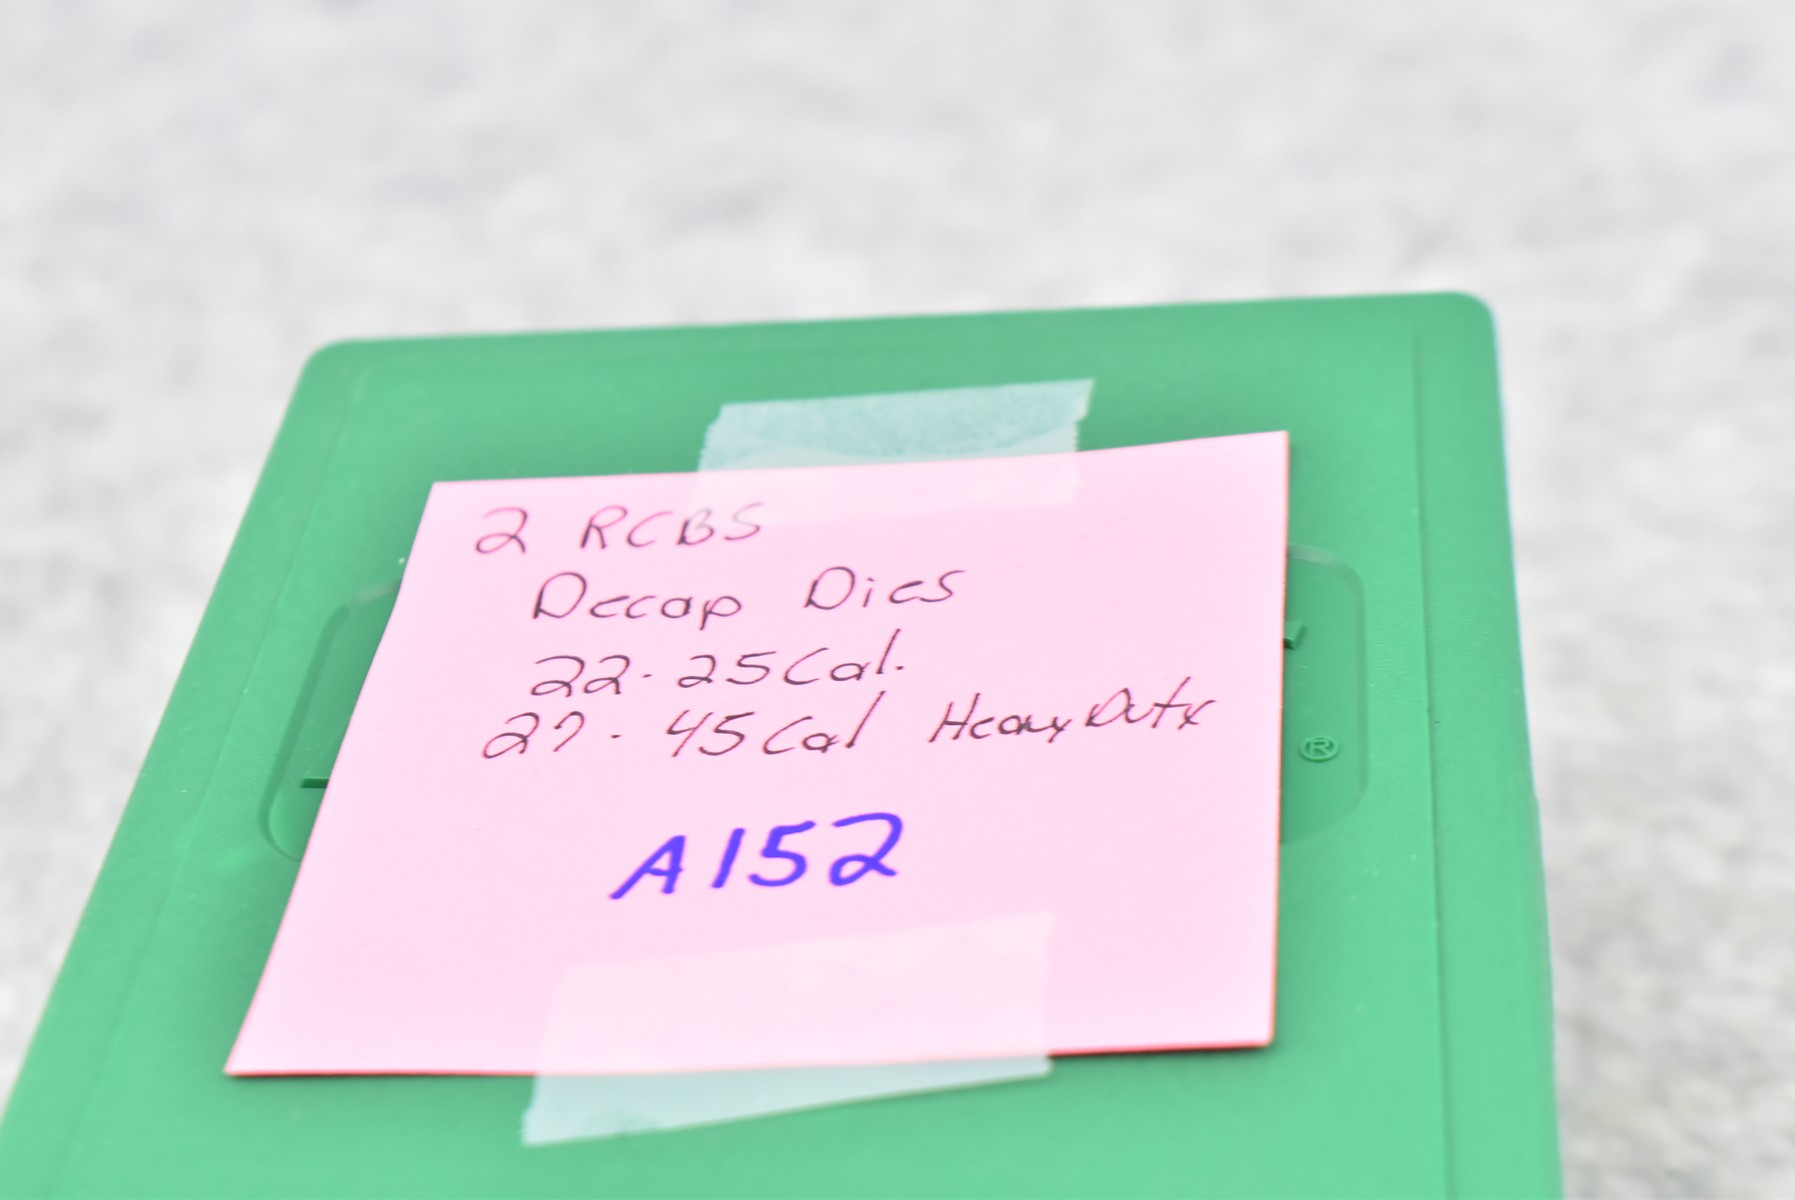 2 RCBS
Decap Dies
22-25 Cal.
27-45 Cal Heavy Duty
A152
®